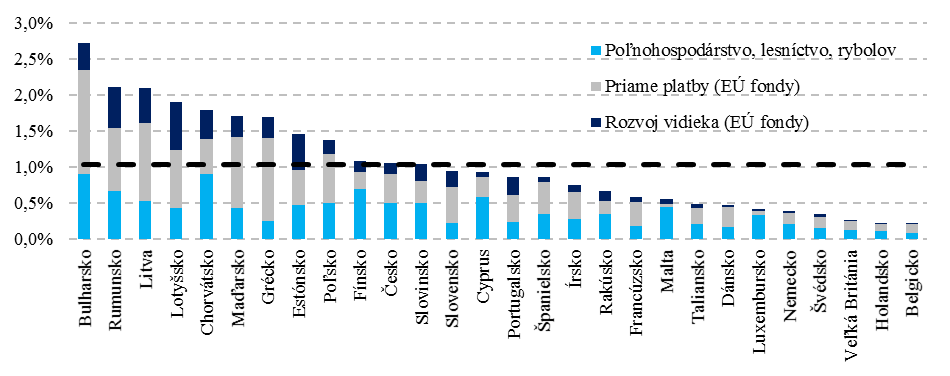 3,0%
2,5%
2,0%
1,5%
1,0%
0,5%
0,0%
Poľnohospodárstvo, lesníctvo, rybolov
Priame platby (EÚ fondy)
Rozvoj vidieka (EÚ fondy)
Bulharsko
Rumunsko
Litva
Lotyšsko
Chorvátsko
Maďarsko
Grécko
Estónsko
Poľsko
Fínsko
Česko
Slovinsko
Slovensko
Cyprus
Portugalsko
Španielsko
Írsko
Rakúsko
Francúzsko
Malta
Taliansko
Dánsko
Luxembursko
Nemecko
Švédsko
Veľká Británia
Holandsko
Belgicko